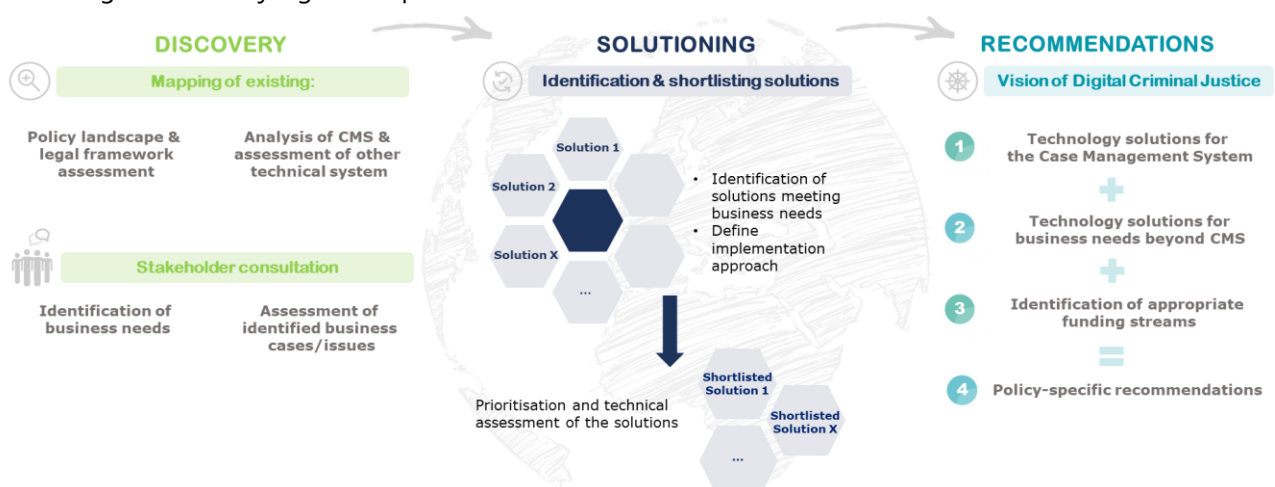 DISCOVERY
Mapping of existing:
Policy landscape &
legal framework
assessment
Analysis of CMS &
assessment of other
technical system
Stakeholder consultation
Identification of
business needs
Assessment of
identified business
cases/issues
SOLUTIONING
Identification & shortlisting solutions
Solution 1
Solution 2
Solution X
...
• Identification of
solutions meeting
business needs
• Define
implementation
approach
Prioritisation and technical
assessment of the solutions
Shortlisted
Solution 1
Shortlisted
Solution X
...
RECOMMENDATIONS
Vision of Digital Criminal Justice
1
Technology solutions for
the Case Management System
+
2
Technology solutions for
business needs beyond CMS
+
3
Identification of appropriate
funding streams
=
4
Policy-specific recommendations